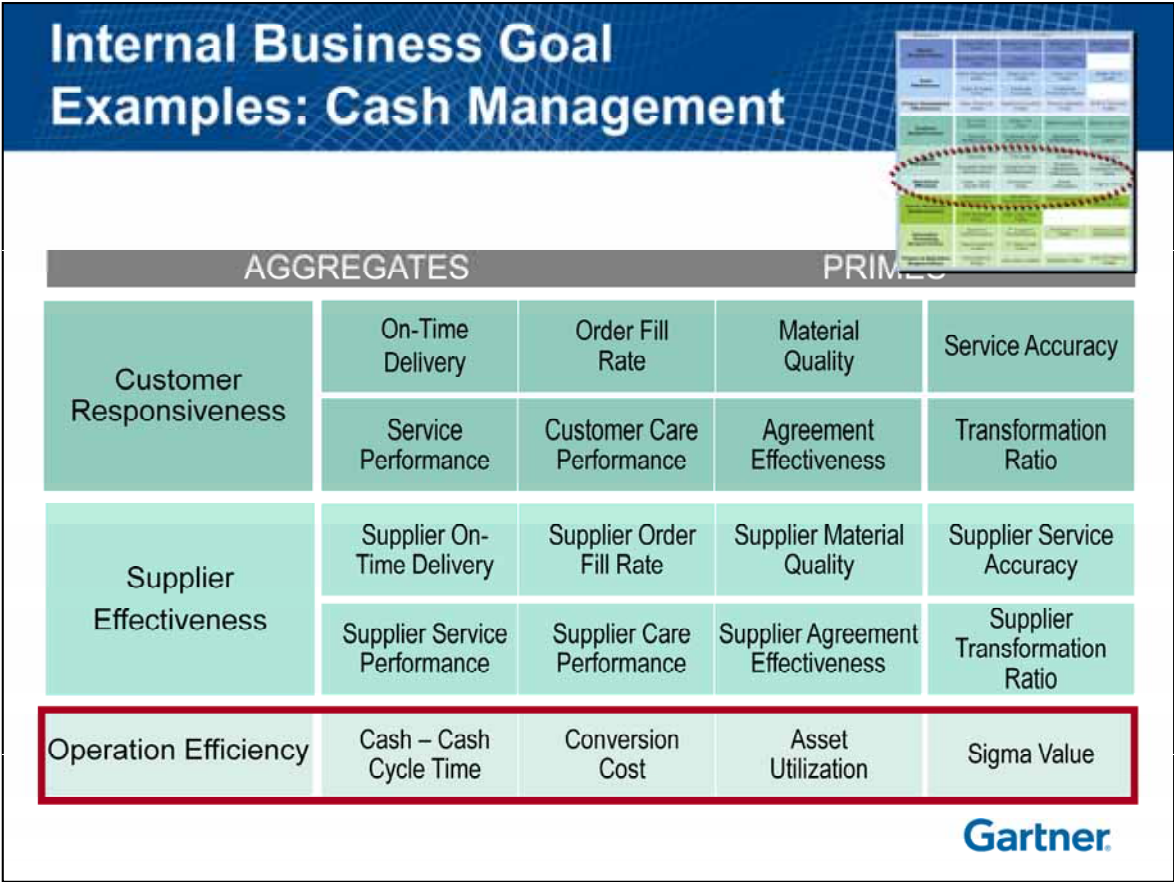 Internal Business Goal
Examples: Cash Management
AGGREGATES
Customer
Responsiveness
On-Time
Delivery
Order Fill
Rate
Material
Quality
Service Accuracy
Service
Performance
Customer Care
Performance
Agreement
Effectiveness
Transformation
Ratio
Supplier
Effectiveness
Supplier On-
Time Delivery
Supplier Order
Fill Rate
Supplier Material
Quality
Supplier Service
Accuracy
Supplier Service
Performance
Supplier Care
Performance
Supplier Agreement
Effectiveness
Supplier
Transformation
Ratio
Operation Efficiency
Cash – Cash
Cycle Time
Conversion
Cost
Asset
Utilization
Sigma Value
Gartner.